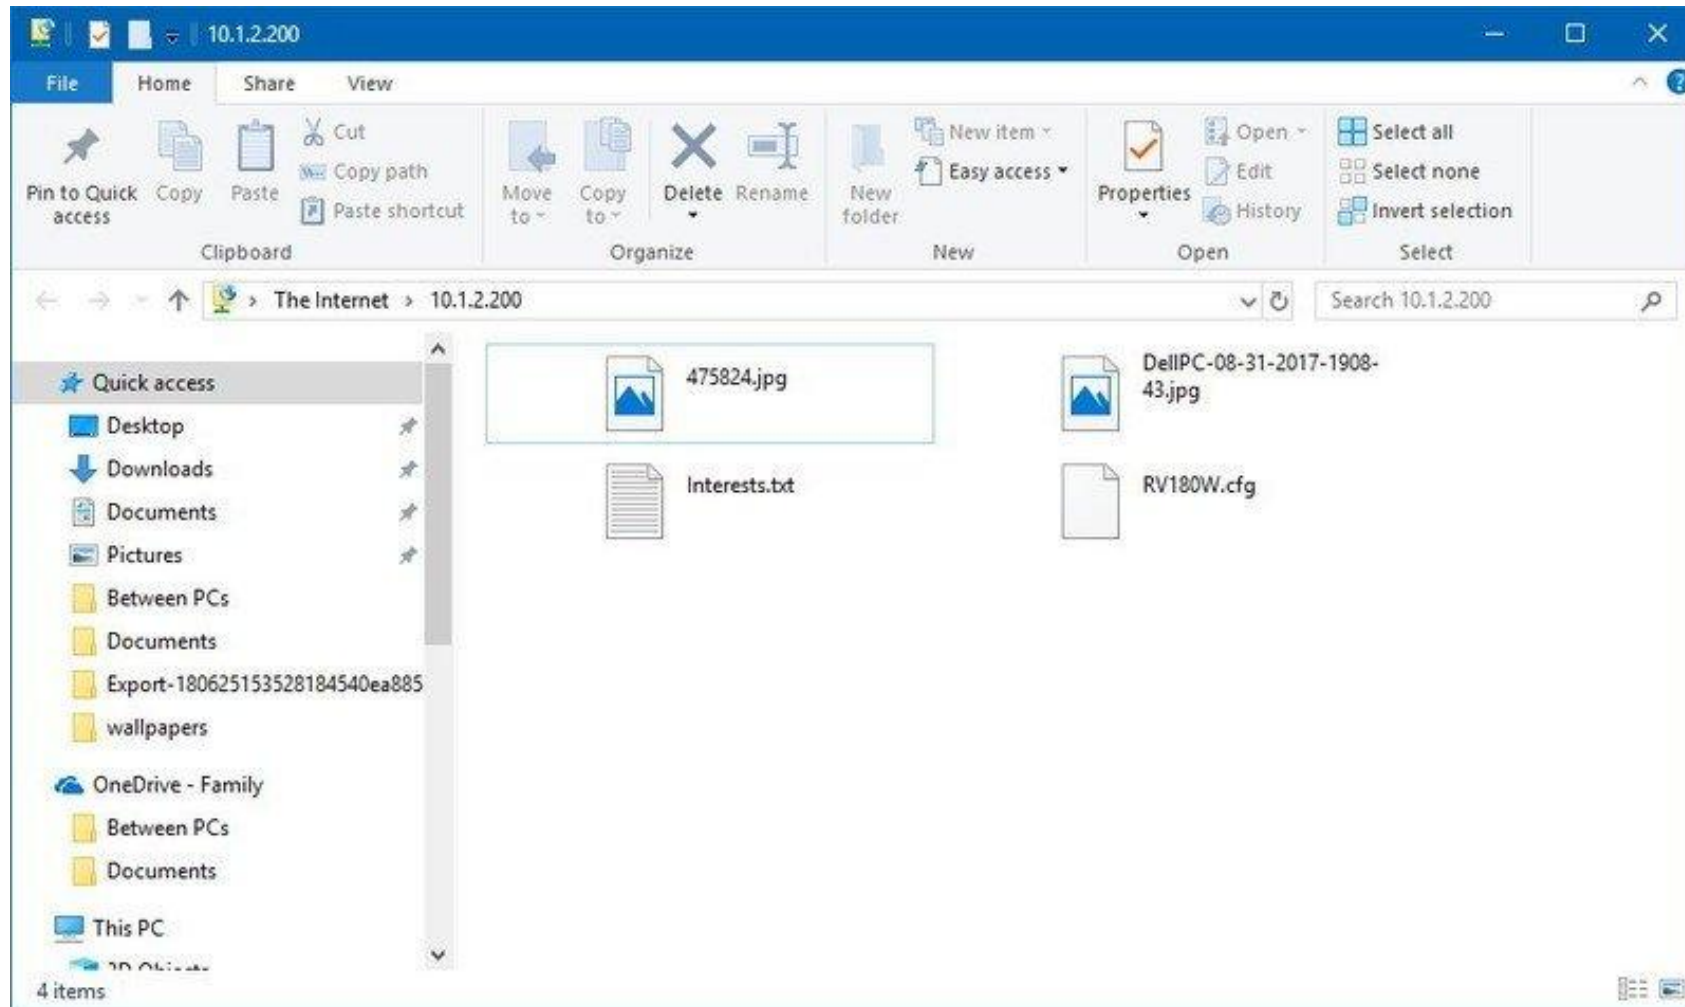 10.1.2.200
File Home Share View
Pin to Quick access
Copy
Paste
Cut
Copy path
Paste shortcut
Clipboard
Move to
Copy to
Delete
Rename
Organize
New folder
New item
Easy access
New
Properties
Open
Edit
History
Open
Select all
Select none
Invert selection
Select
The Internet > 10.1.2.200
Search 10.1.2.200
Quick access
Desktop
Downloads
Documents
Pictures
Between PCs
Documents
Export-180625153528184540ea885
wallpapers
OneDrive - Family
Between PCs
Documents
This PC
3D Objects
475824.jpg
DellPC-08-31-2017-1908-
43.jpg
Interests.txt
RV180W.cfg
4 items